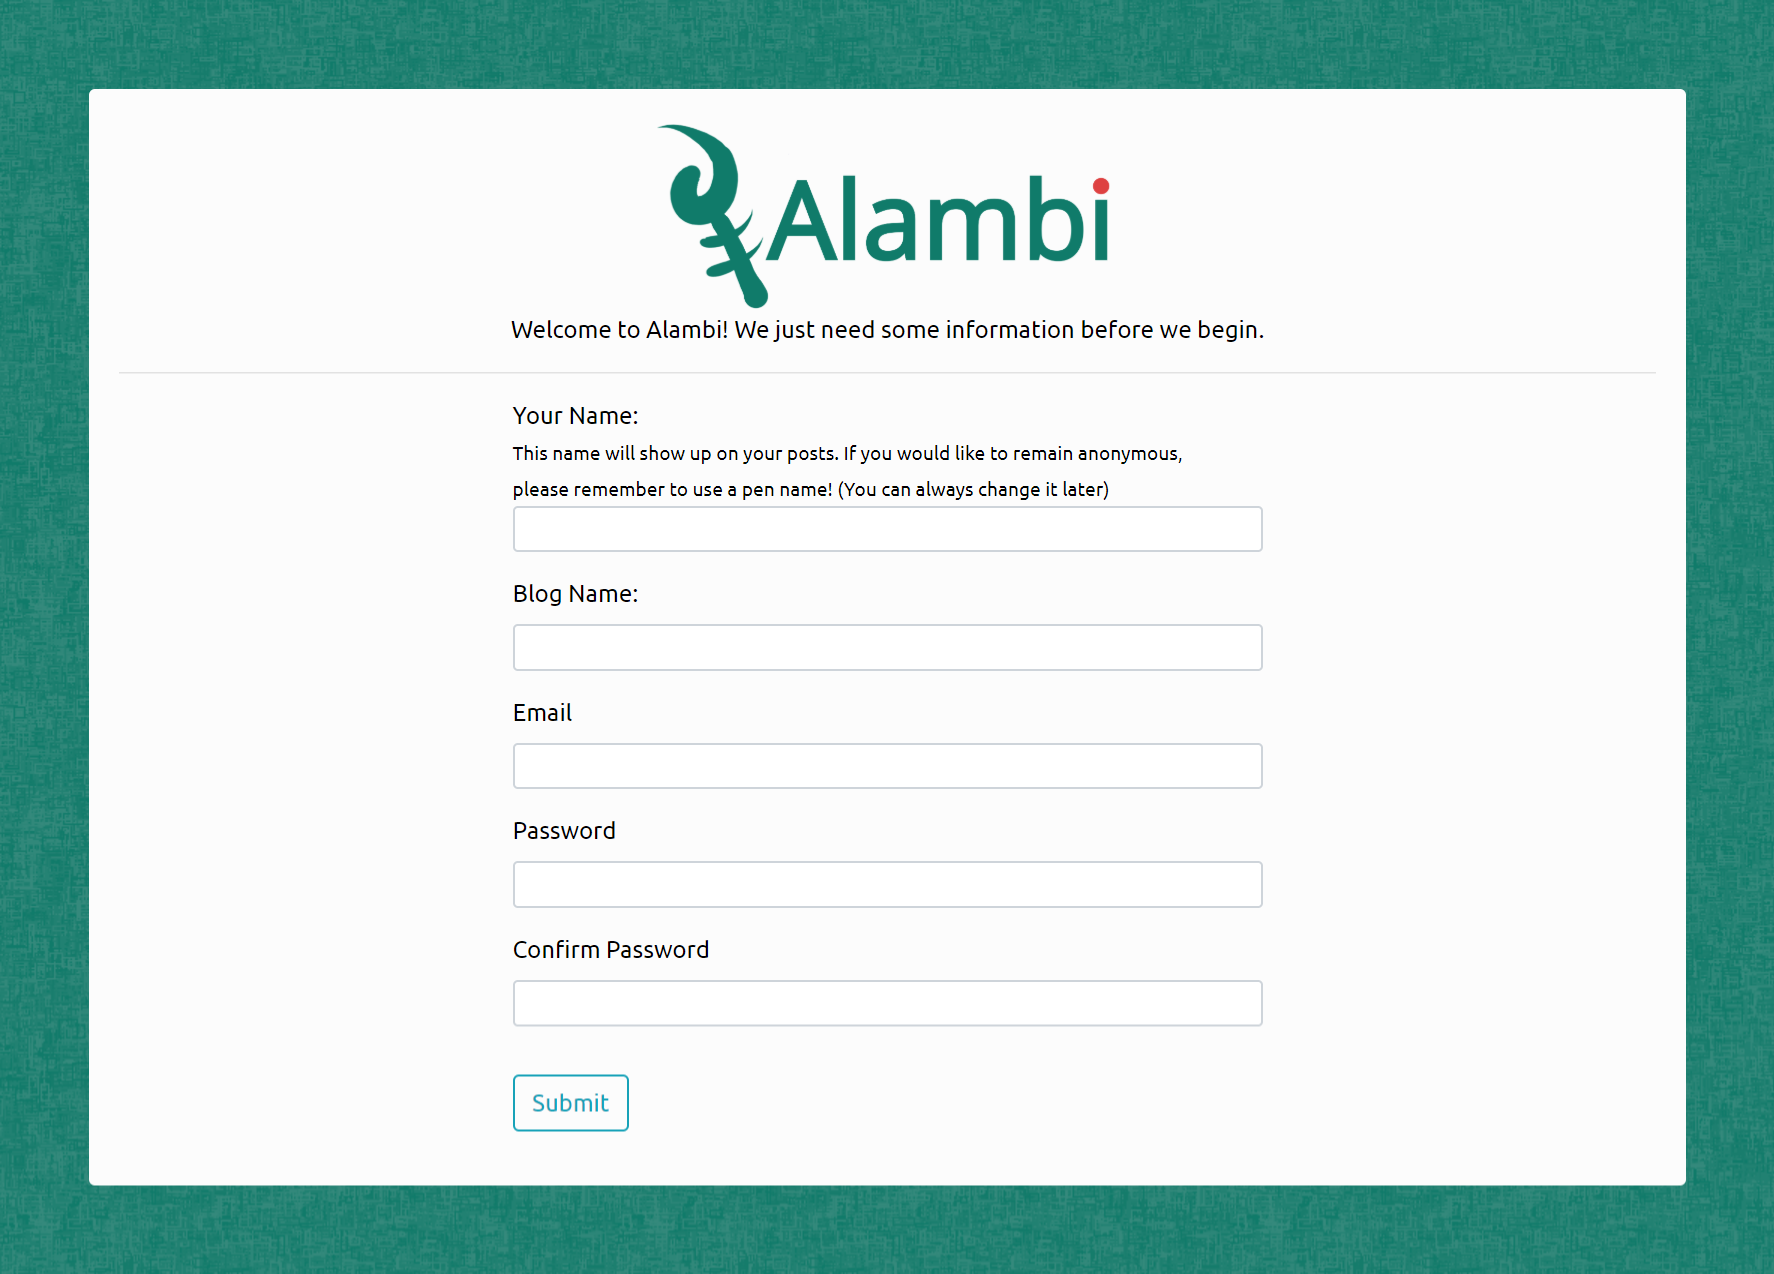 Alambi
Welcome to Alambi! We just need some information before we begin.
Your Name:
This name will show up on your posts. If you would like to remain anonymous,
please remember to use a pen name! (You can always change it later)
Blog Name:
Email
Password
Confirm Password
Submit